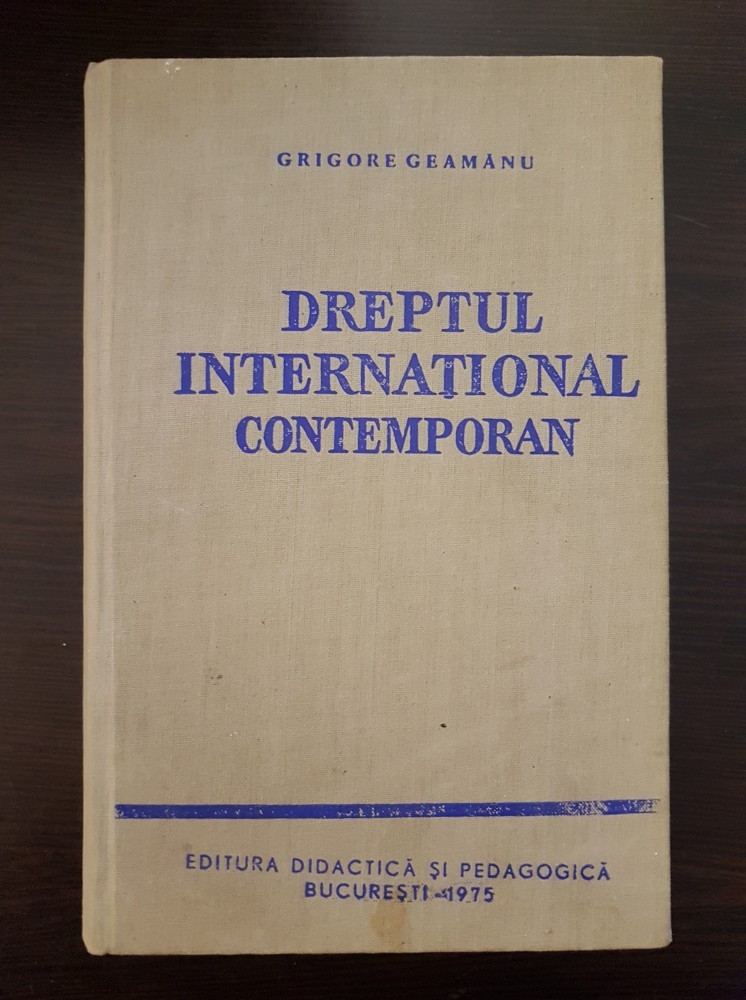 GRIGORE GEAMĂNU
DREPTUL
INTERNAȚIONAL
CONTEMPORAN
EDITURA DIDACTICĂ ȘI PEDAGOGICĂ
BUCUREȘTI-1975